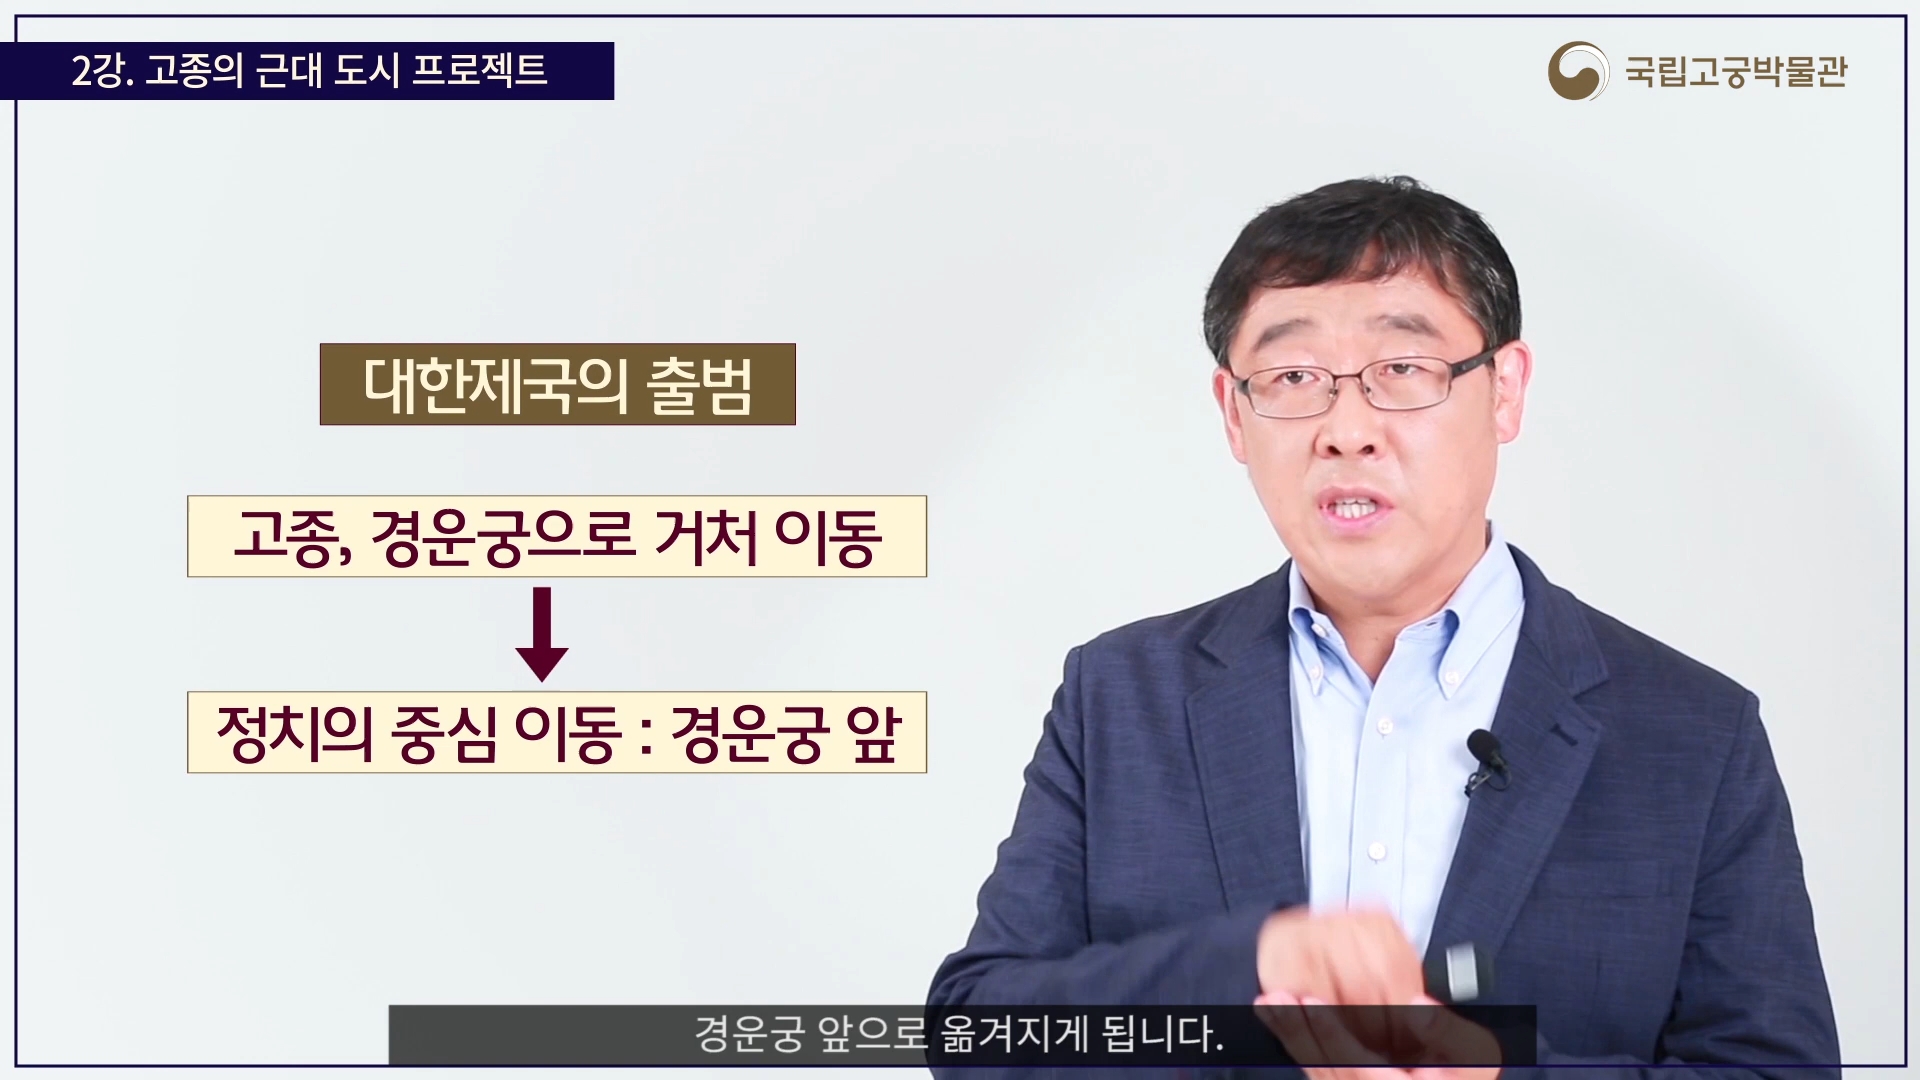 2강. 고종의 근대 도시 프로젝트
국립고궁박물관
대한제국의 출범
고종, 경운궁으로 거처 이동
정치의 중심 이동 : 경운궁 앞
경운궁 앞으로 옮겨지게 됩니다.